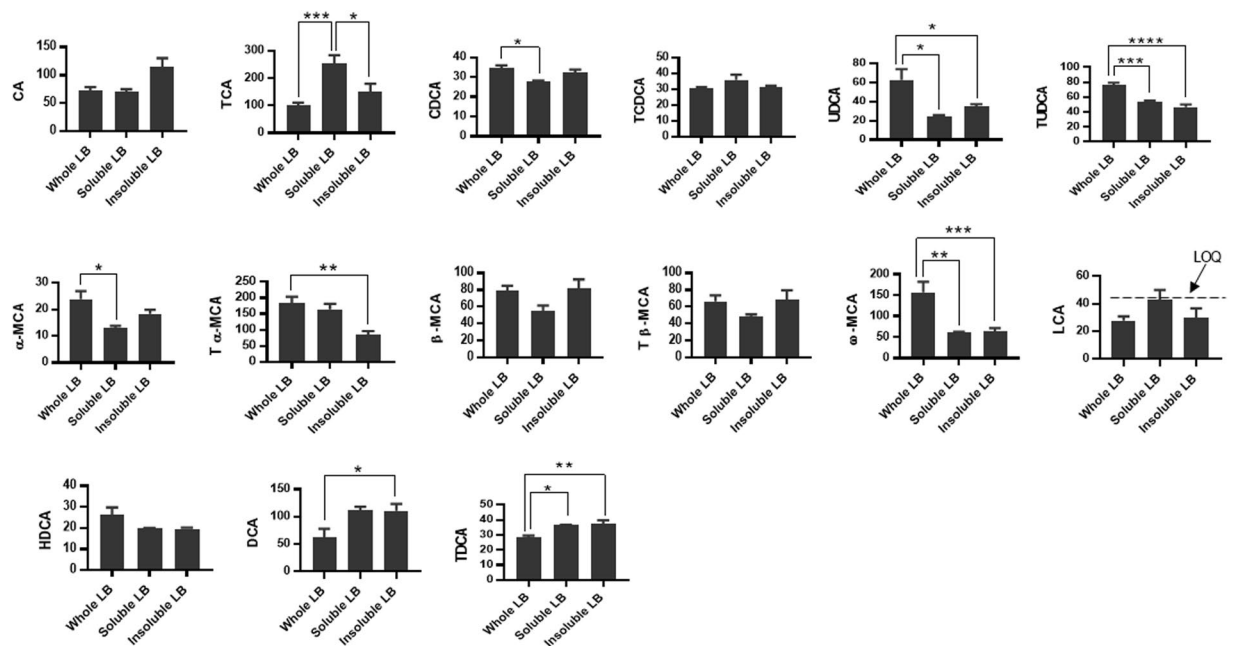 CA
150
100
50
0
Whole LB
Soluble LB
Insoluble LB
TCA
300
200
100
0
***
*
Whole LB
Soluble LB
Insoluble LB
CDCA
40
30
20
10
0
*
Whole LB
Soluble LB
Insoluble LB
TCDCA
50
40
30
20
10
0
Whole LB
Soluble LB
Insoluble LB
UDCA
80
60
40
20
0
*
*
Whole LB
Soluble LB
Insoluble LB
TUDCA
100
80
60
40
20
0
****
***
Whole LB
Soluble LB
Insoluble LB
α-MCA
30
20
10
0
*
Whole LB
Soluble LB
Insoluble LB
T α-MCA
250
200
150
100
50
0
**
Whole LB
Soluble LB
Insoluble LB
β-MCA
100
80
60
40
20
0
Whole LB
Soluble LB
Insoluble LB
T β-MCA
100
80
60
40
20
0
Whole LB
Soluble LB
Insoluble LB
ω-MCA
200
150
100
50
0
***
**
Whole LB
Soluble LB
Insoluble LB
LCA
60
40
20
0
LOQ
Whole LB
Soluble LB
Insoluble LB
HDCA
40
30
20
10
0
Whole LB
Soluble LB
Insoluble LB
DCA
150
100
50
0
*
Whole LB
Soluble LB
Insoluble LB
TDCA
50
40
30
20
10
0
**
*
Whole LB
Soluble LB
Insoluble LB